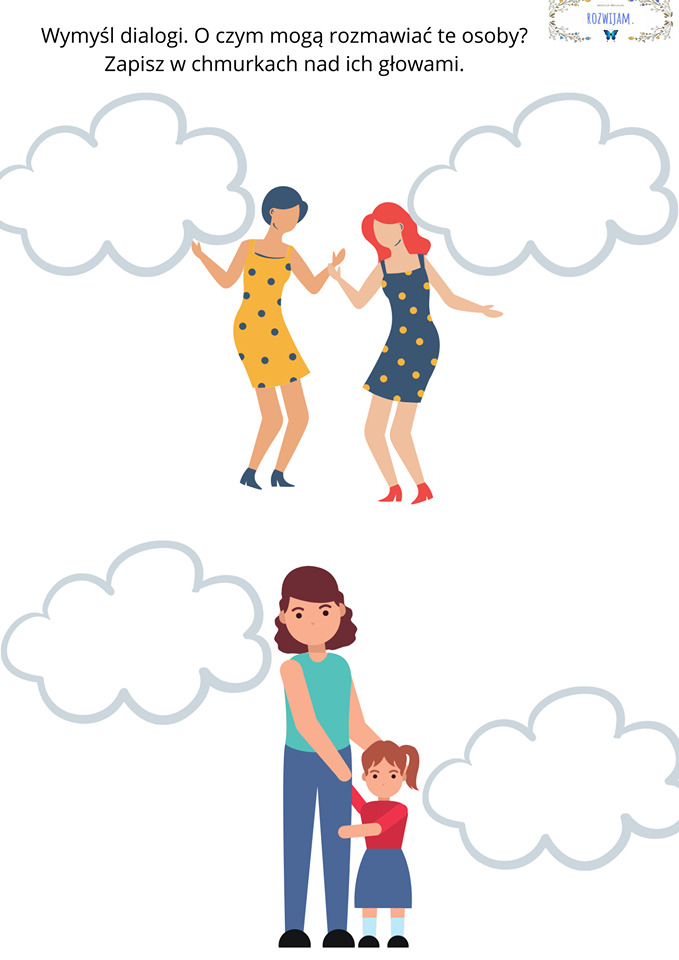 ROZWIJAM.
Wymyśl dialogi. O czym mogą rozmawiać te osoby?
Zapisz w chmurkach nad ich głowami.